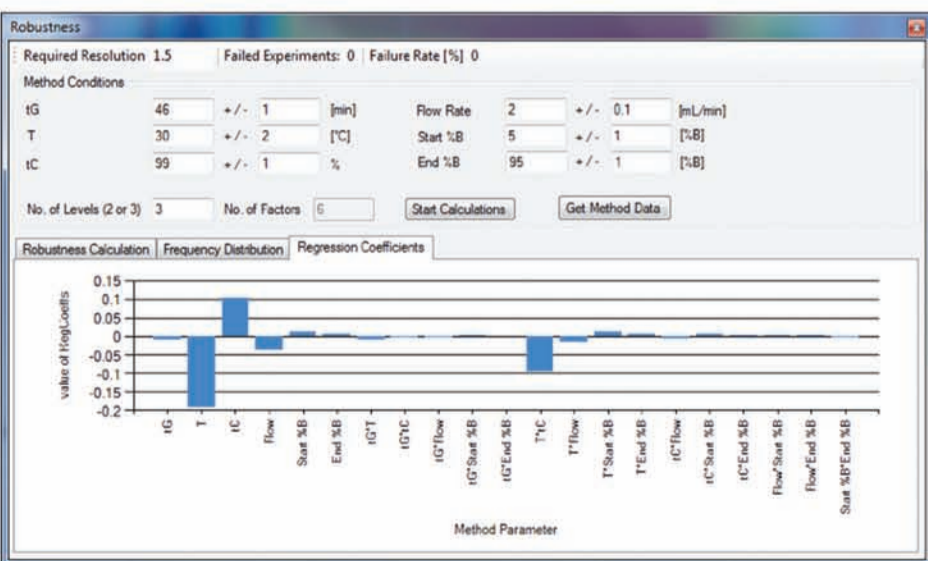 Robustness
Required Resolution 1.5 Failed Experiments: 0 Failure Rate [%] 0
Method Conditions
tG 46 +/- 1 [min] Flow Rate 2 +/- 0.1 [mL/min]
T 30 +/- 2 [°C] Start %B 5 +/- 1 [%B]
tC 99 +/- 1 % End %B 95 +/- 1 [%B]
No. of Levels (2 or 3) 3 No. of Factors 6 Start Calculations Get Method Data
Robustness Calculation Frequency Distribution Regression Coefficients
value of RegCoeffs
0.15
0.1
0.05
0
-0.05
-0.1
-0.15
-0.2
tG
T
tC
Flow
Start %B
End %B
tG*T
tG*tC
tG*Flow
tG*Start %B
tG*End %B
T*tC
T*Flow
T*Start %B
T*End %B
tC*Flow
tC*Start %B
tC*End %B
Flow*Start %B
Flow*End %B
Start %B*End %B
Method Parameter